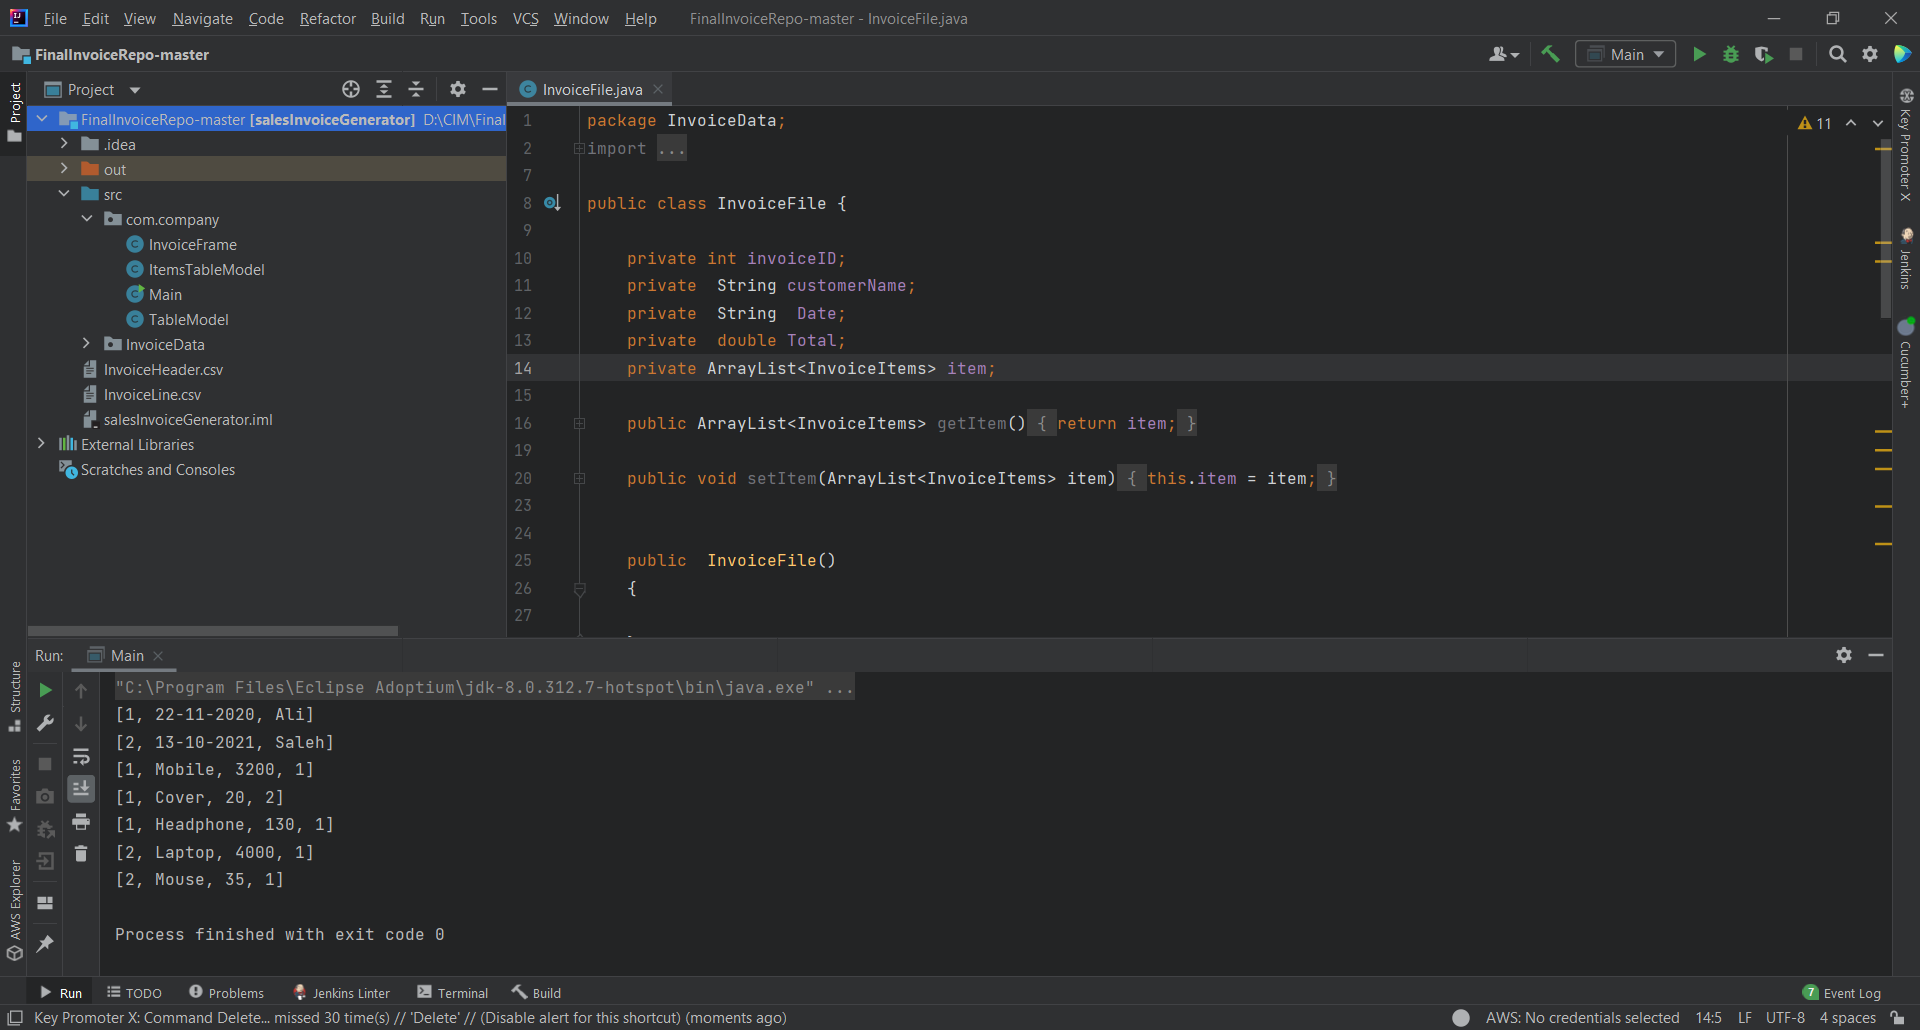 File Edit View Navigate Code Refactor Build Run Tools VCS Window Help FinalInvoiceRepo-master - InvoiceFile.java
FinalInvoiceRepo-master
Main
Project
Project
InvoiceFile.java
FinalInvoiceRepo-master [salesInvoiceGenerator] D:\CIM\Final
.idea
out
src
com.company
InvoiceFrame
ItemsTableModel
Main
TableModel
InvoiceData
InvoiceHeader.csv
InvoiceLine.csv
salesInvoiceGenerator.iml
External Libraries
Scratches and Consoles
1 package InvoiceData;
2 import ...
7
8 public class InvoiceFile {
9
10 private int invoiceID;
11 private String customerName;
12 private String Date;
13 private double Total;
14 private ArrayList<InvoiceItems> item;
15
16 public ArrayList<InvoiceItems> getItem() { return item; }
19
20 public void setItem(ArrayList<InvoiceItems> item) { this.item = item; }
23
24
25 public InvoiceFile()
26 {
27
11
Key Promoter X
Jenkins
Cucumber+
Structure
Favorites
AWS Explorer
Run: Main
"C:\Program Files\Eclipse Adoptium\jdk-8.0.312.7-hotspot\bin\java.exe" ...
[1, 22-11-2020, Ali]
[2, 13-10-2021, Saleh]
[1, Mobile, 3200, 1]
[1, Cover, 20, 2]
[1, Headphone, 130, 1]
[2, Laptop, 4000, 1]
[2, Mouse, 35, 1]
Process finished with exit code 0
Run TODO Problems Jenkins Linter Terminal Build 7 Event Log
Key Promoter X: Command Delete... missed 30 time(s) // 'Delete' // (Disable alert for this shortcut) (moments ago) AWS: No credentials selected 14:5 LF UTF-8 4 spaces